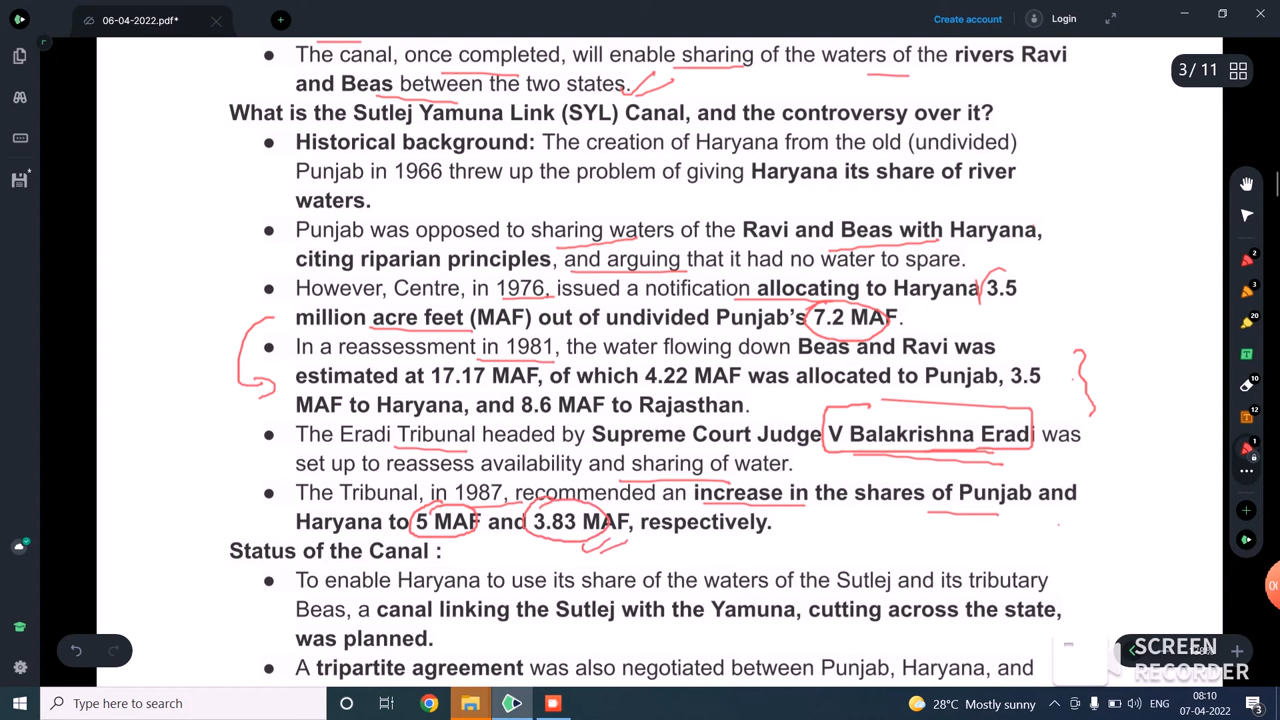 06-04-2022.pdf*
Create account
Login
3 / 11
The canal, once completed, will enable sharing of the waters of the rivers Ravi
and Beas between the two states.
What is the Sutlej Yamuna Link (SYL) Canal, and the controversy over it?
Historical background: The creation of Haryana from the old (undivided)
Punjab in 1966 threw up the problem of giving Haryana its share of river
waters.
Punjab was opposed to sharing waters of the Ravi and Beas with Haryana,
citing riparian principles, and arguing that it had no water to spare.
However, Centre, in 1976, issued a notification allocating to Haryana 3.5
million acre feet (MAF) out of undivided Punjab's 7.2 MAF.
In a reassessment in 1981, the water flowing down Beas and Ravi was
estimated at 17.17 MAF, of which 4.22 MAF was allocated to Punjab, 3.5
MAF to Haryana, and 8.6 MAF to Rajasthan.
The Eradi Tribunal headed by Supreme Court Judge V Balakrishna Eradi was
set up to reassess availability and sharing of water.
The Tribunal, in 1987, recommended an increase in the shares of Punjab and
Haryana to 5 MAF and 3.83 MAF, respectively.
Status of the Canal :
To enable Haryana to use its share of the waters of the Sutlej and its tributary
Beas, a canal linking the Sutlej with the Yamuna, cutting across the state,
was planned.
A tripartite agreement was also negotiated between Punjab, Haryana, and
SCREEN
RECORDER
Type here to search
28°C Mostly sunny
ENG
08:10
07-04-2022